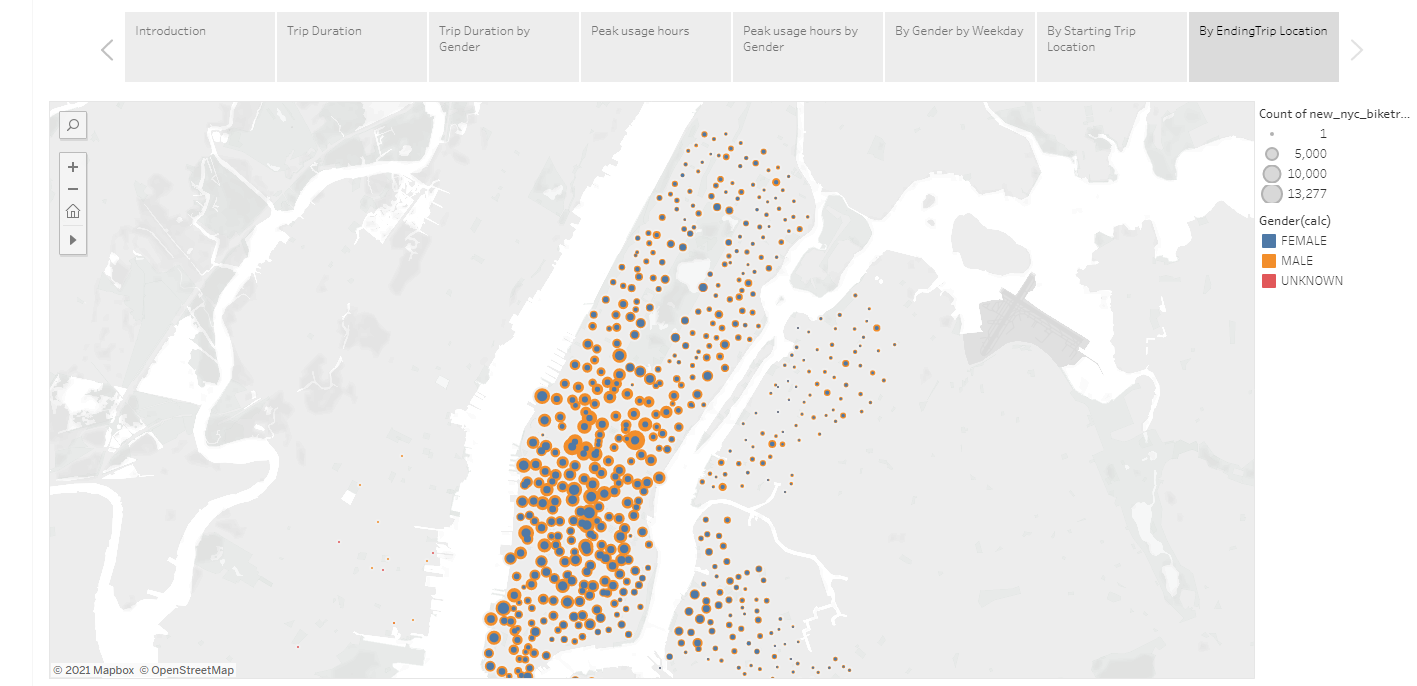 Introduction
Trip Duration
Trip Duration by
Gender
Peak usage hours
Peak usage hours by
Gender
By Gender by Weekday
By Starting Trip
Location
By EndingTrip Location
Count of new_nyc_biketr...
1
5,000
10,000
13,277
Gender(calc)
FEMALE
MALE
UNKNOWN
© 2021 Mapbox © OpenStreetMap